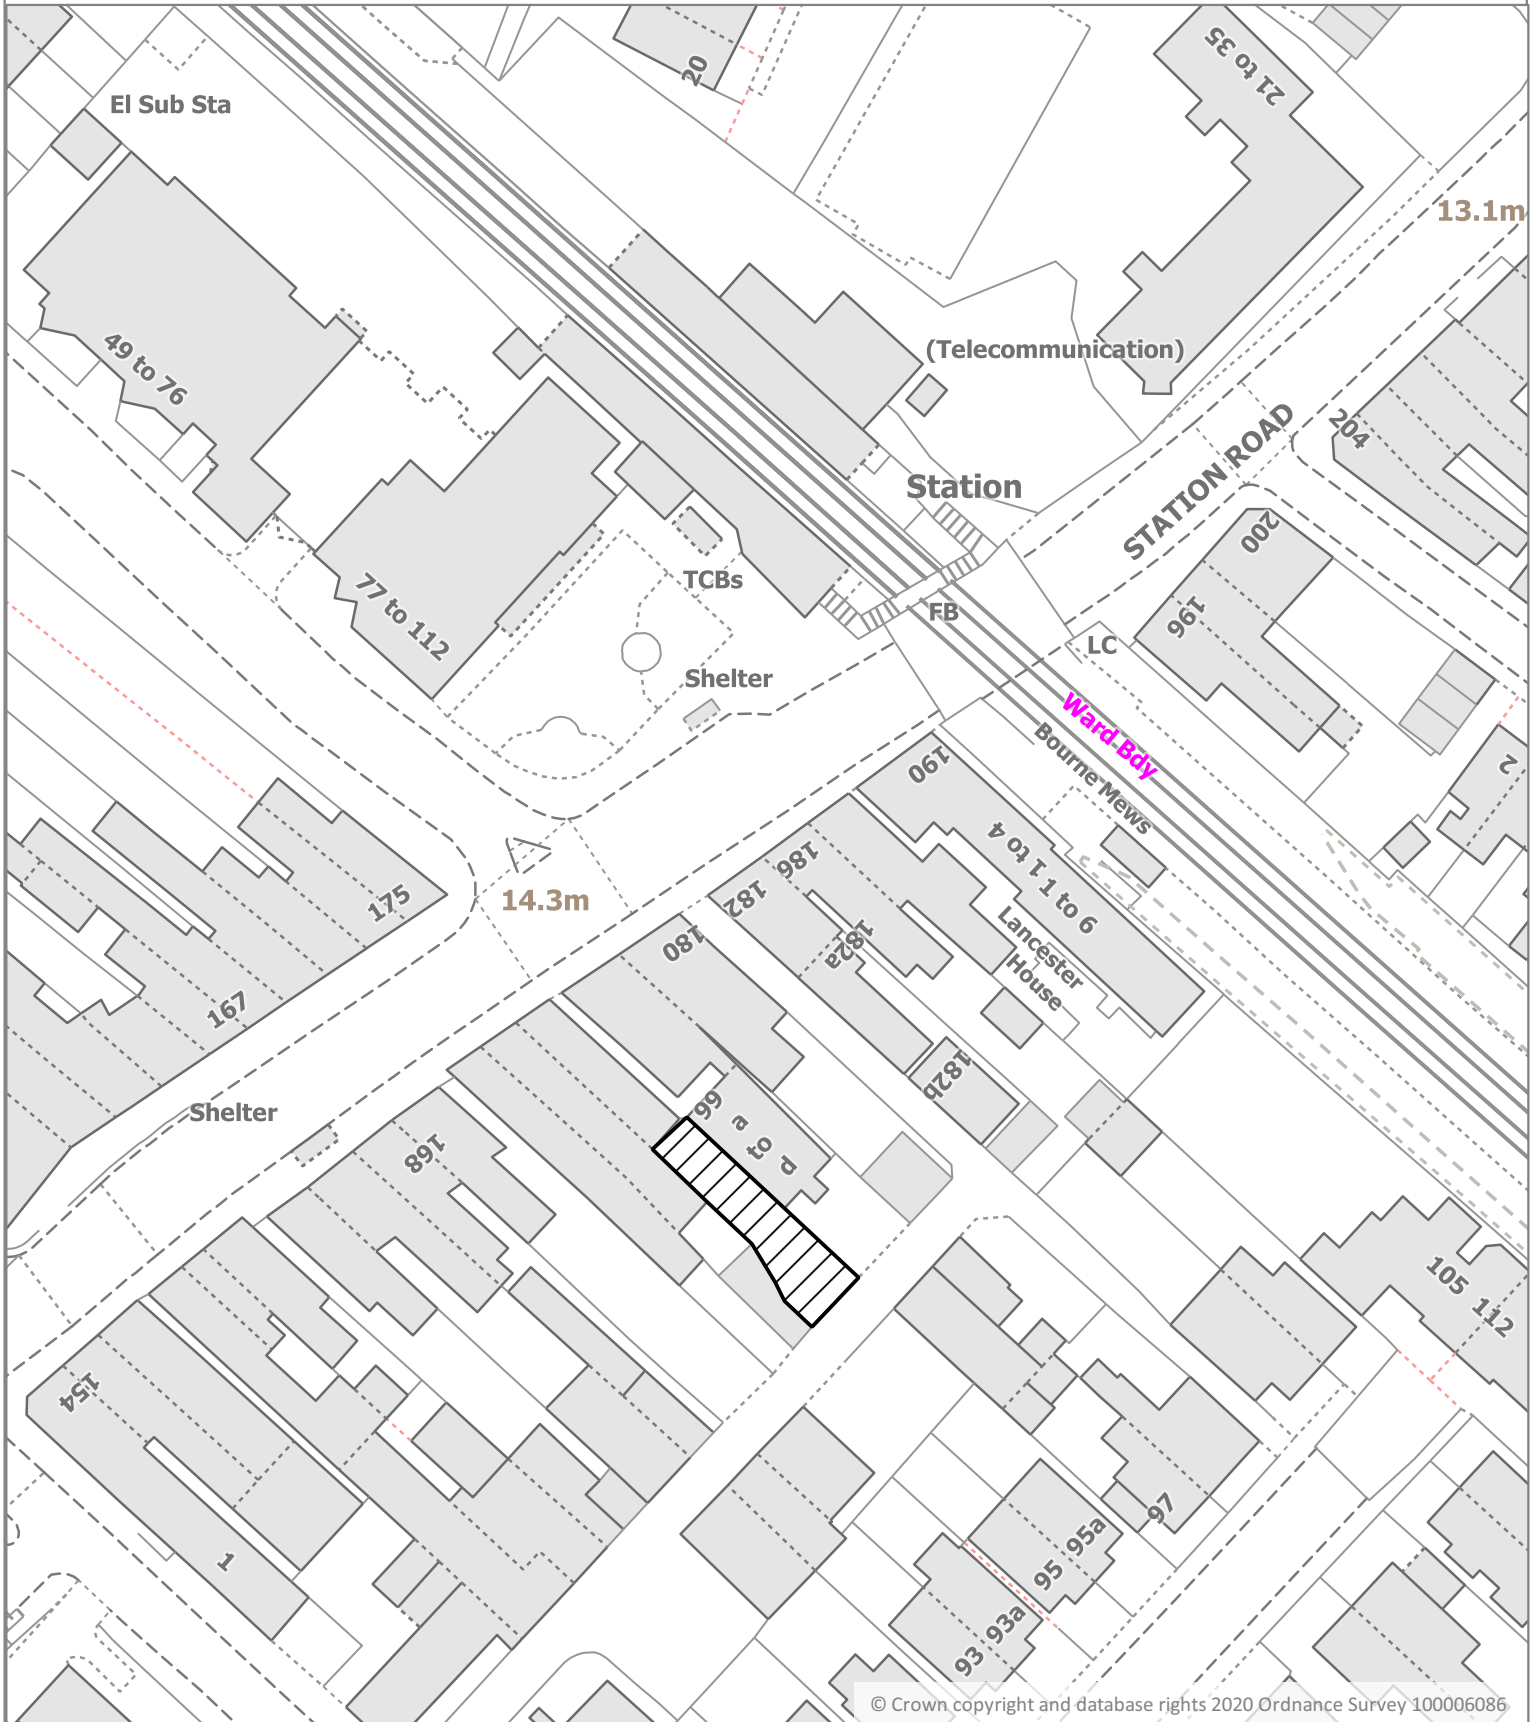 20
21 to 35
El Sub Sta
13.1m
49 to 76
(Telecommunication)
204
STATION ROAD
Station
200
TCBs
77 to 112
FB
196
LC
Shelter
Ward Bdy
Bourne Mews
190
2
1 to 4
186
175
14.3m
182
1 to 6
182a
180
Lancester
House
167
182b
66
Shelter
e
to
p
168
105
112
154
97
95a
95
1
93a
93
© Crown copyright and database rights 2020 Ordnance Survey 100006086